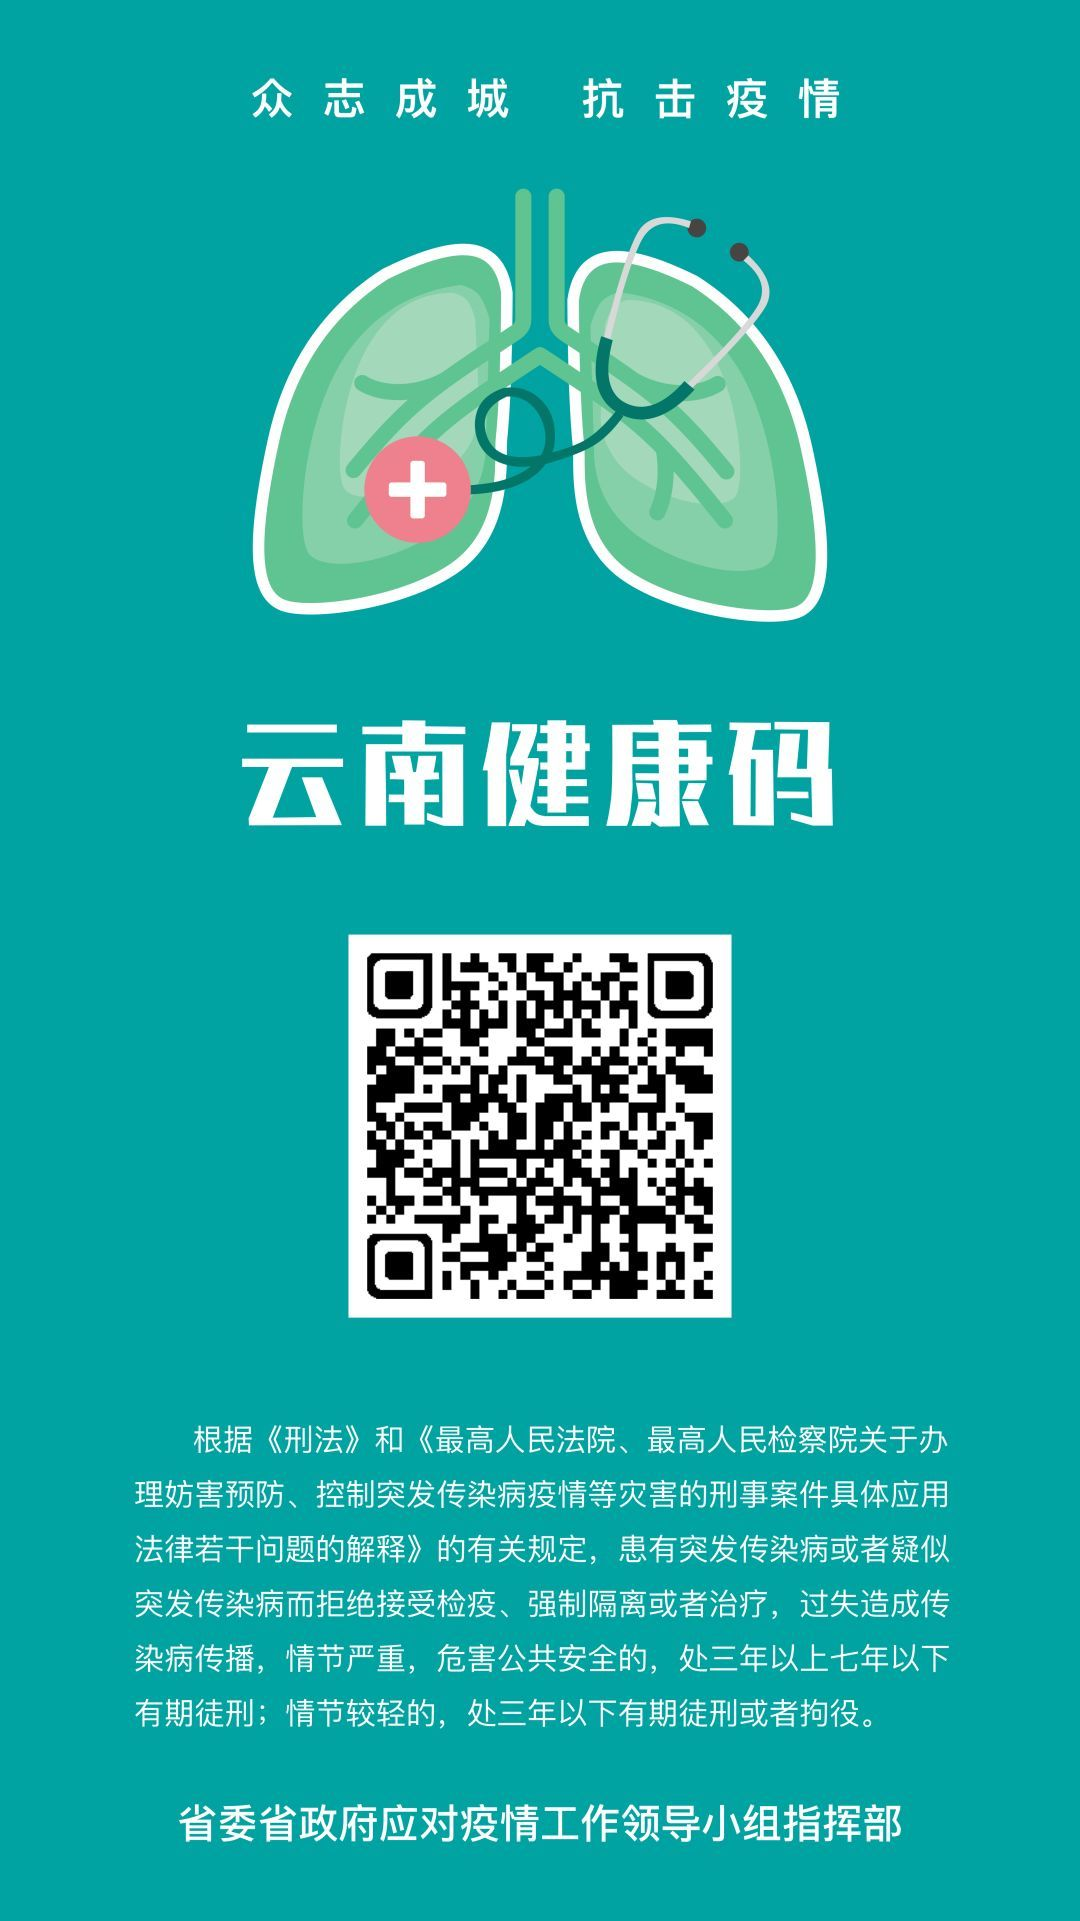 众志成城 抗击疫情
云南健康码
根据《刑法》和《最高人民法院、最高人民检察院关于办
理妨害预防、控制突发传染病疫情等灾害的刑事案件具体应用
法律若干问题的解释》的有关规定，患有突发传染病或者疑似
突发传染病而拒绝接受检疫、强制隔离或者治疗，过失造成传
染病传播，情节严重，危害公共安全的，处三年以上七年以下
有期徒刑；情节较轻的，处三年以下有期徒刑或者拘役。
省委省政府应对疫情工作领导小组指挥部